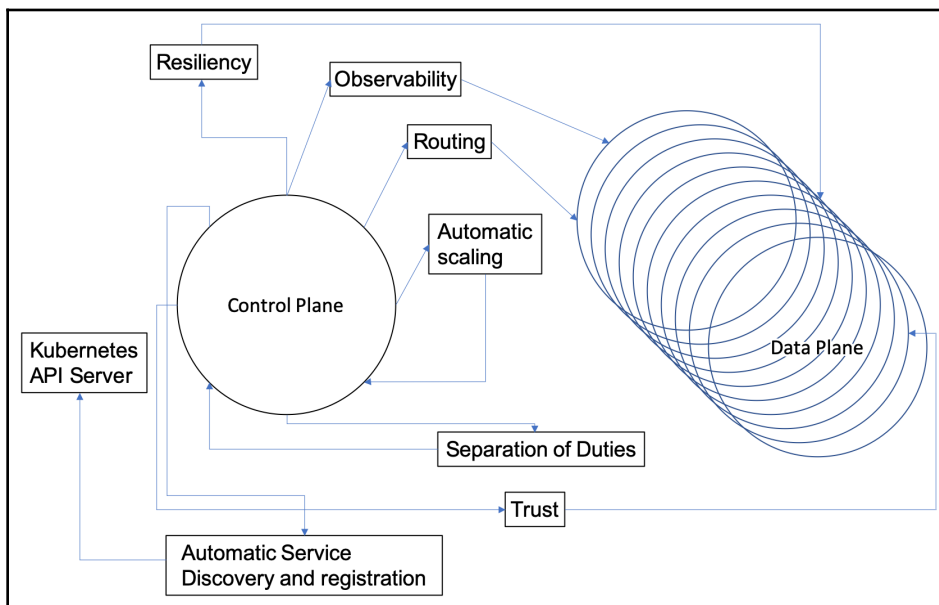 Resiliency
Observability
Routing
Automatic
scaling
Control Plane
Kubernetes
API Server
Data Plane
Separation of Duties
Trust
Automatic Service
Discovery and registration